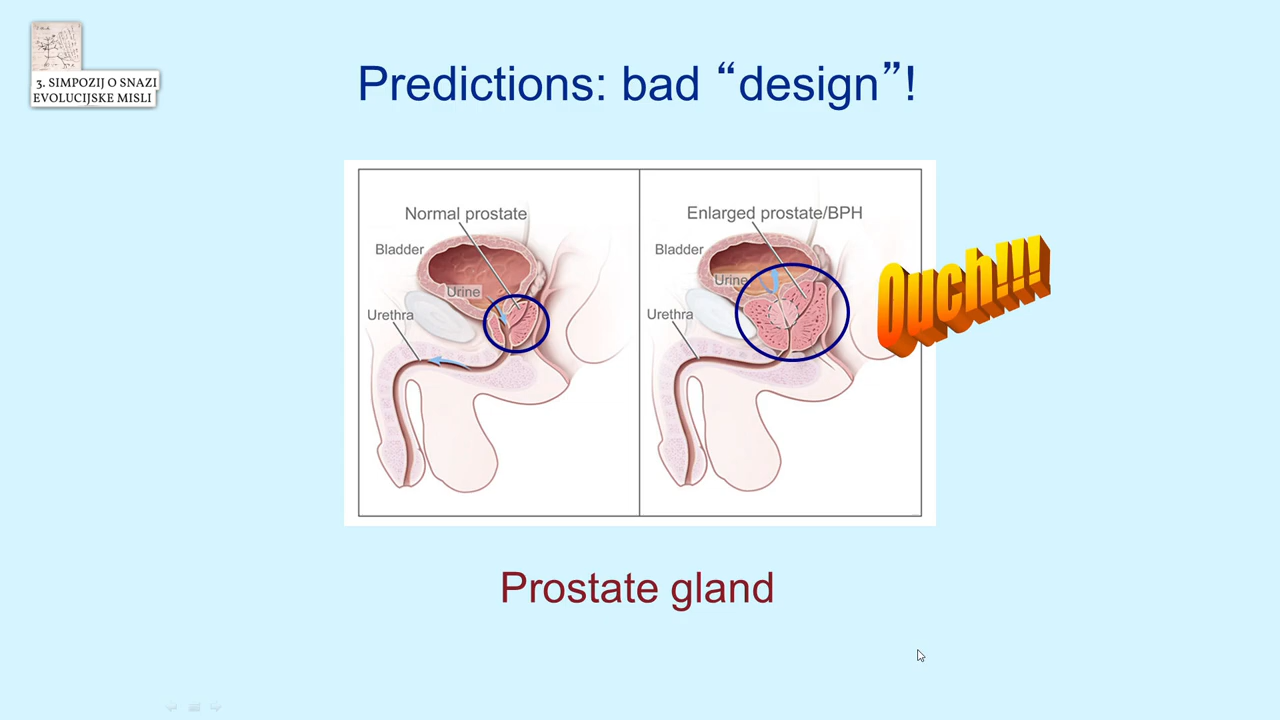 3. SIMPOZIJ O SNAZI
EVOLUCIJSKE MISLI
Predictions: bad “design”!
Normal prostate
Bladder
Urine
Urethra
Enlarged prostate/BPH
Bladder
Urine
Urethra
Ouch!!!
Prostate gland